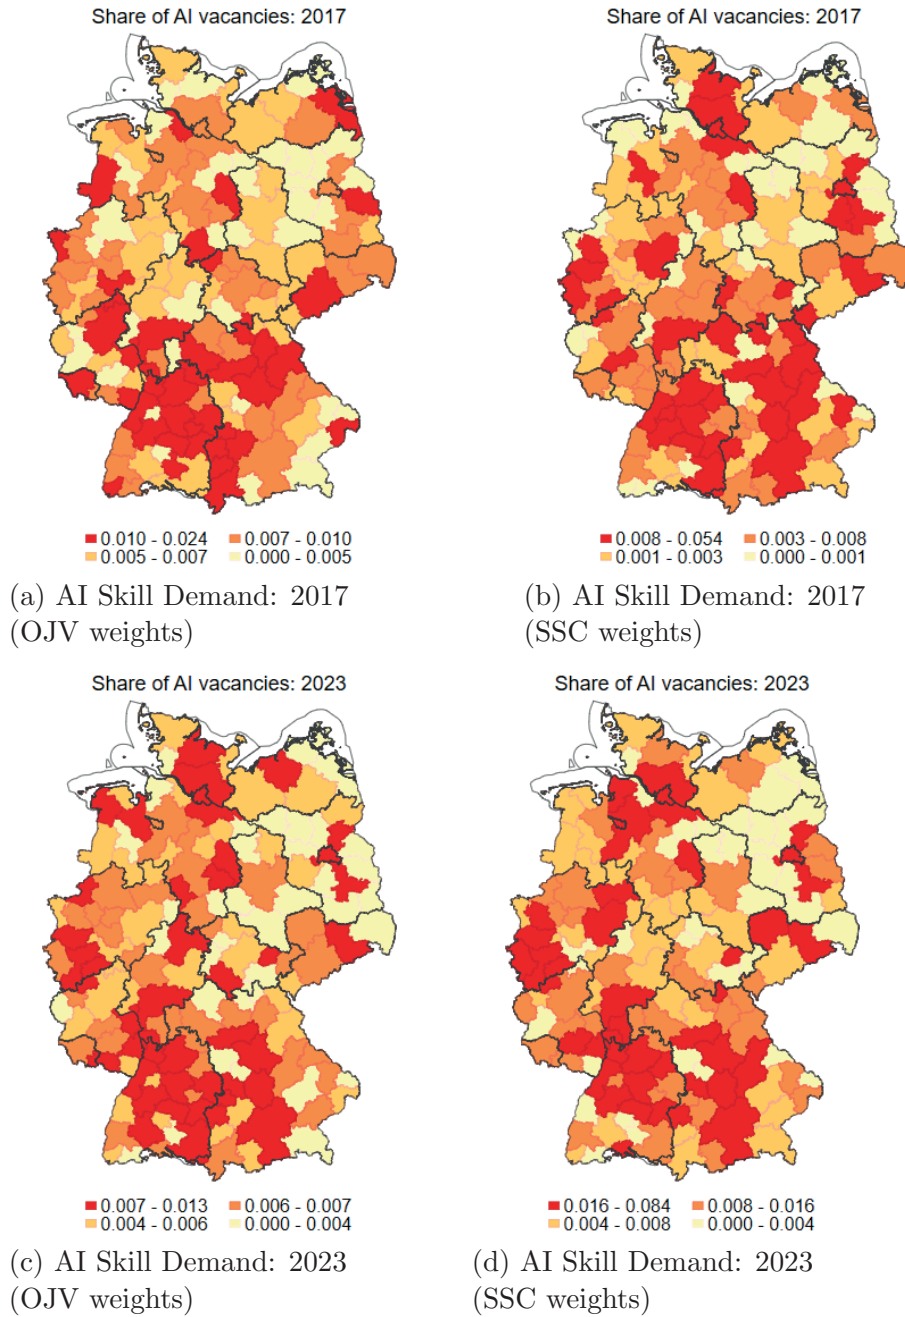 Share of AI vacancies: 2017
0.010 - 0.024 0.007 - 0.010
0.005 - 0.007 0.000 - 0.005
(a) AI Skill Demand: 2017
(OJV weights)
Share of AI vacancies: 2017
0.008 - 0.054 0.003 - 0.008
0.001 - 0.003 0.000 - 0.001
(b) AI Skill Demand: 2017
(SSC weights)
Share of AI vacancies: 2023
0.007 - 0.013 0.006 - 0.007
0.004 - 0.006 0.000 - 0.004
(c) AI Skill Demand: 2023
(OJV weights)
Share of AI vacancies: 2023
0.016 - 0.084 0.008 - 0.016
0.004 - 0.008 0.000 - 0.004
(d) AI Skill Demand: 2023
(SSC weights)